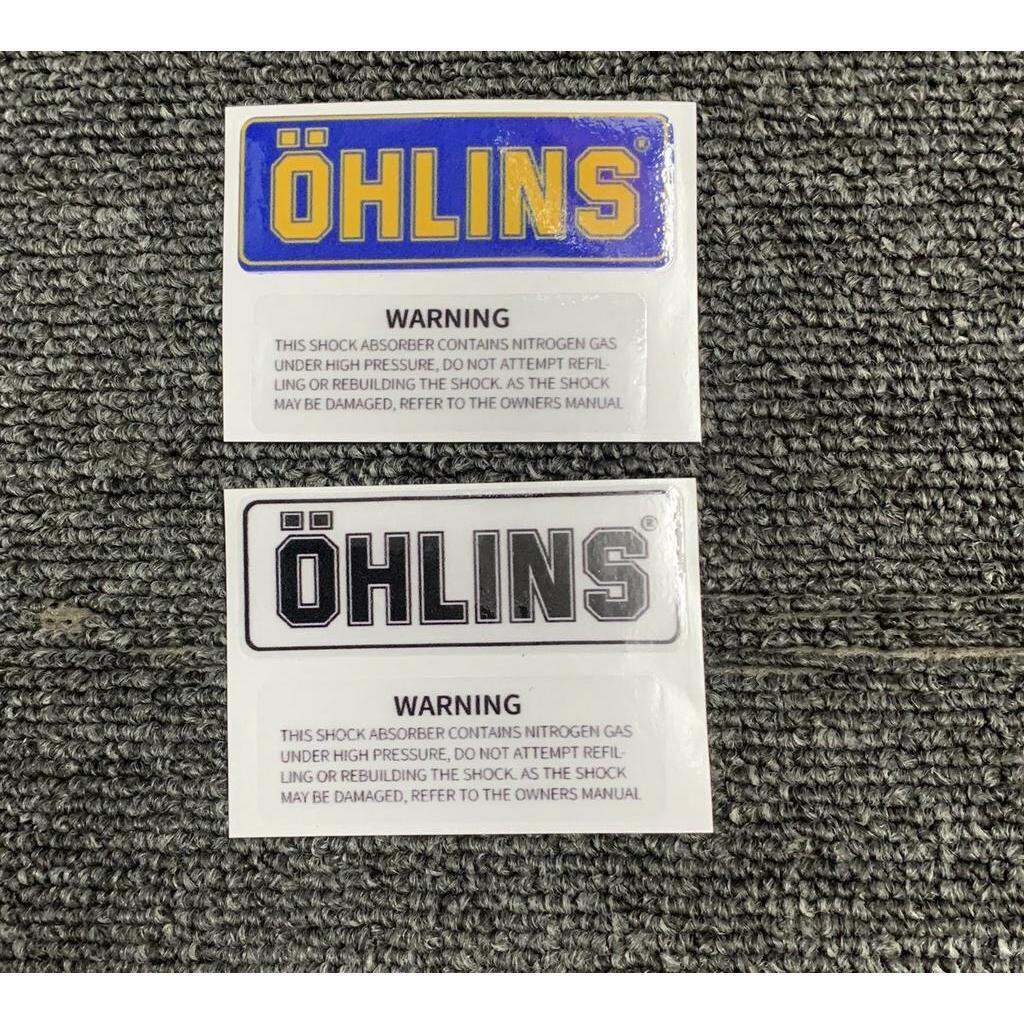 ÖHLINS®
WARNING
THIS SHOCK ABSORBER CONTAINS NITROGEN GAS
UNDER HIGH PRESSURE, DO NOT ATTEMPT REFIL-
LING OR REBUILDING THE SHOCK. AS THE SHOCK
MAY BE DAMAGED, REFER TO THE OWNERS MANUAL
ÖHLINS®
WARNING
THIS SHOCK ABSORBER CONTAINS NITROGEN GAS
UNDER HIGH PRESSURE, DO NOT ATTEMPT REFIL-
LING OR REBUILDING THE SHOCK. AS THE SHOCK
MAY BE DAMAGED, REFER TO THE OWNERS MANUAL